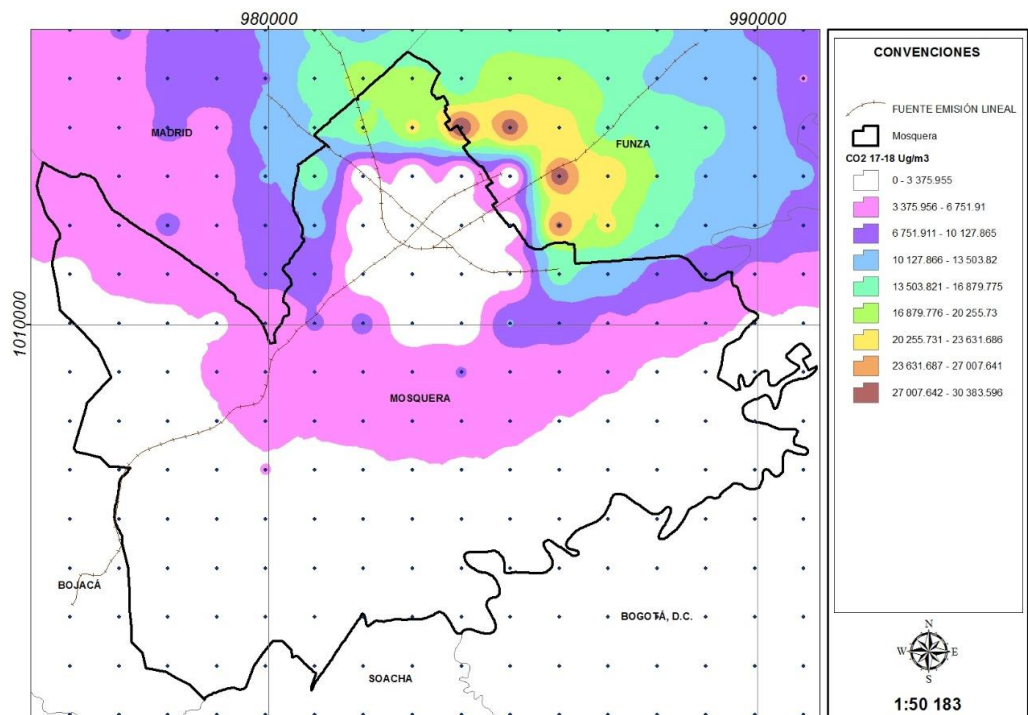 980000
990000
1010000
MADRID
FUNZA
MOSQUERA
BOJACÁ
BOGOTÁ, D.C.
SOACHA
CONVENCIONES
FUENTE EMISIÓN LINEAL
Mosquera
CO2 17-18 Ug/m3
0 - 3 375.955
3 375.956 - 6 751.91
6 751.911 - 10 127.865
10 127.866 - 13 503.82
13 503.821 - 16 879.775
16 879.776 - 20 255.73
20 255.731 - 23 631.686
23 631.687 - 27 007.641
27 007.642 - 30 383.596
N
W E
S
1:50 183